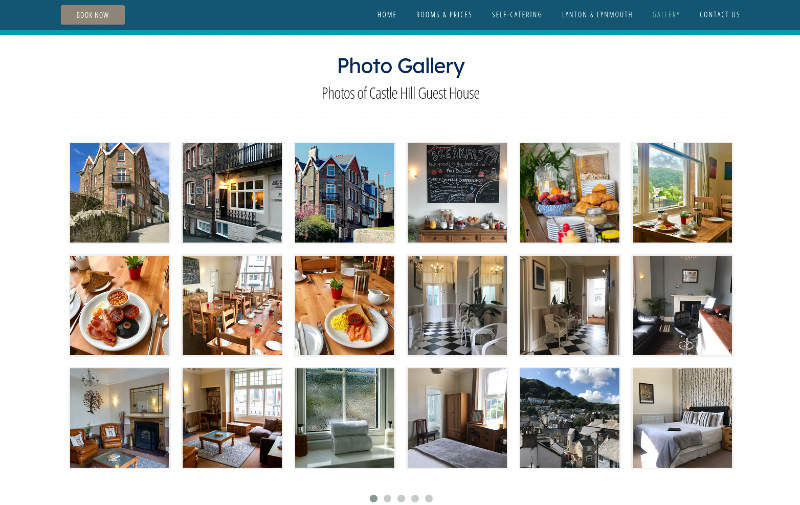 BOOK NOW
HOME
ROOMS & PRICES
SELF-CATERING
LYNTON & LYNMOUTH
GALLERY
CONTACT US
Photo Gallery
Photos of Castle Hill Guest House